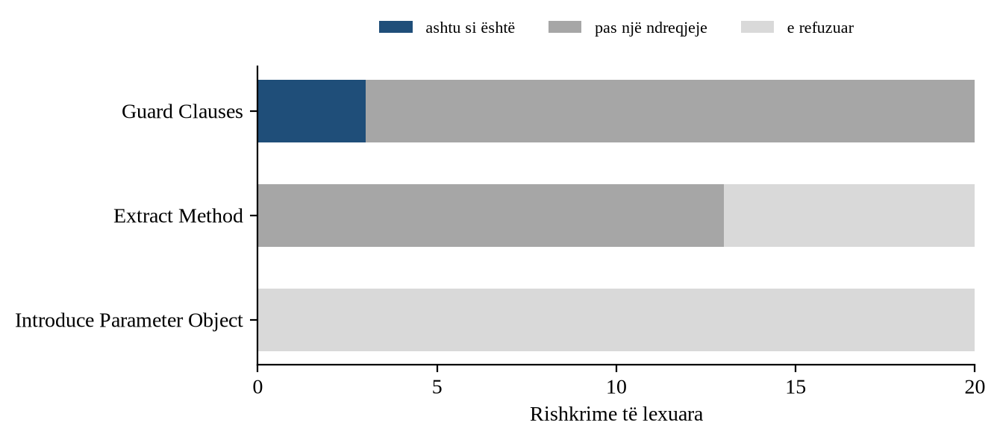 ashtu si është pas një ndreqjeje e refuzuar
Guard Clauses
Extract Method
Introduce Parameter Object
0 5 10 15 20
Rishkrime të lexuara